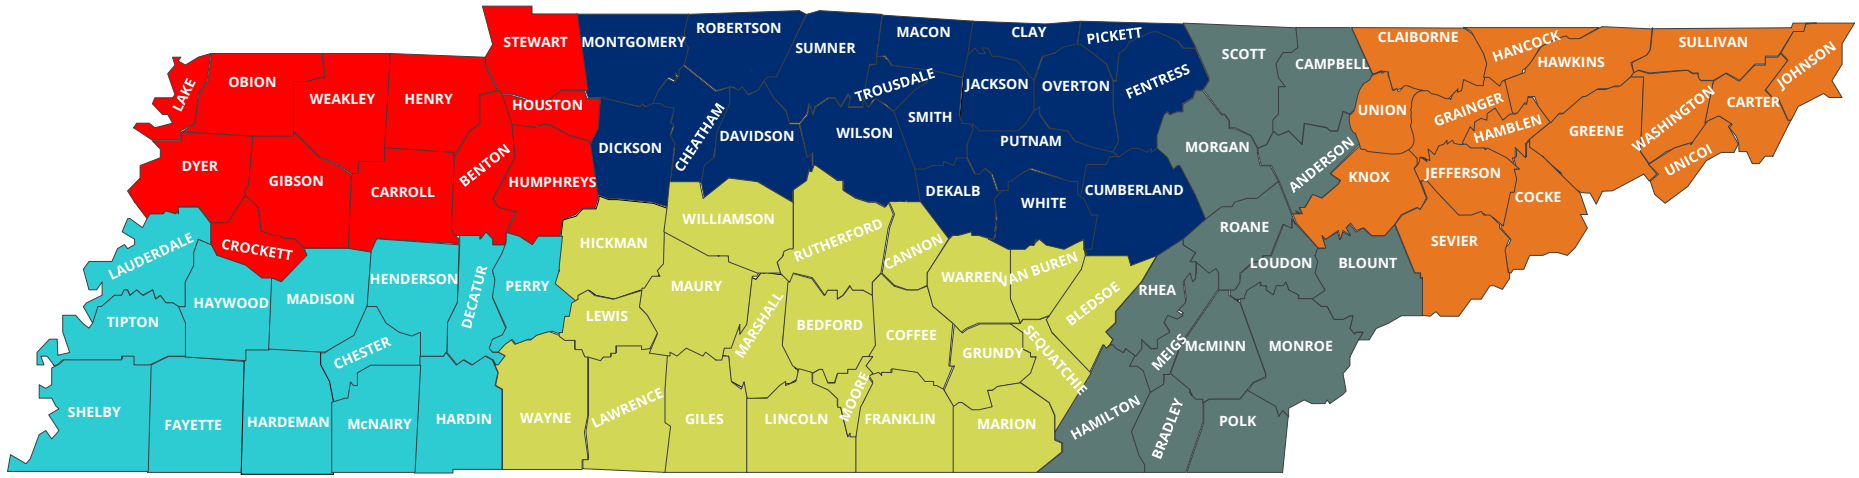 STEWART
MONTGOMERY
ROBERTSON
SUMNER
MACON
CLAY
PICKETT
SCOTT
CAMPBELL
CLAIBORNE
HANCOCK
HAWKINS
SULLIVAN
JOHNSON
LAKE
OBION
WEAKLEY
HENRY
HOUSTON
TROUSDALE
JACKSON
OVERTON
FENTRESS
UNION
GRAINGER
HAMBLEN
GREENE
WASHINGTON
CARTER
UNICOI
DYER
GIBSON
CARROLL
BENTON
HUMPHREYS
DICKSON
CHEATHAM
DAVIDSON
WILSON
SMITH
PUTNAM
DEKALB
WHITE
CUMBERLAND
MORGAN
ANDERSON
KNOX
JEFFERSON
COCKE
SEVIER
LAUDERDALE
CROCKETT
HAYWOOD
MADISON
HENDERSON
DECATUR
PERRY
HICKMAN
WILLIAMSON
RUTHERFORD
CANNON
WARREN
VAN BUREN
BLEDSOE
RHEA
ROANE
LOUDON
BLOUNT
TIPTON
CHESTER
LEWIS
MAURY
MARSHALL
BEDFORD
COFFEE
GRUNDY
SEQUATCHIE
MEIGS
McMINN
MONROE
SHELBY
FAYETTE
HARDEMAN
McNAIRY
HARDIN
WAYNE
LAWRENCE
GILES
LINCOLN
MOORE
FRANKLIN
MARION
HAMILTON
BRADLEY
POLK